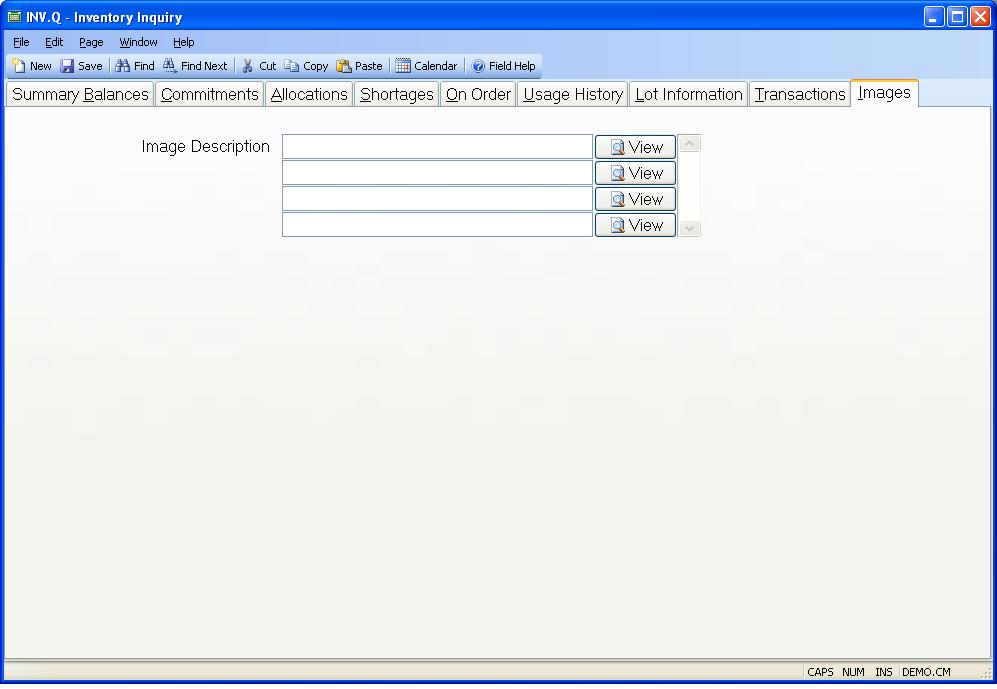 INV.Q - Inventory Inquiry
File Edit Page Window Help
New Save Find Find Next Cut Copy Paste Calendar Field Help
Summary Balances Commitments Allocations Shortages On Order Usage History Lot Information Transactions Images
Image Description View
View
View
View
CAPS NUM INS DEMO.CM